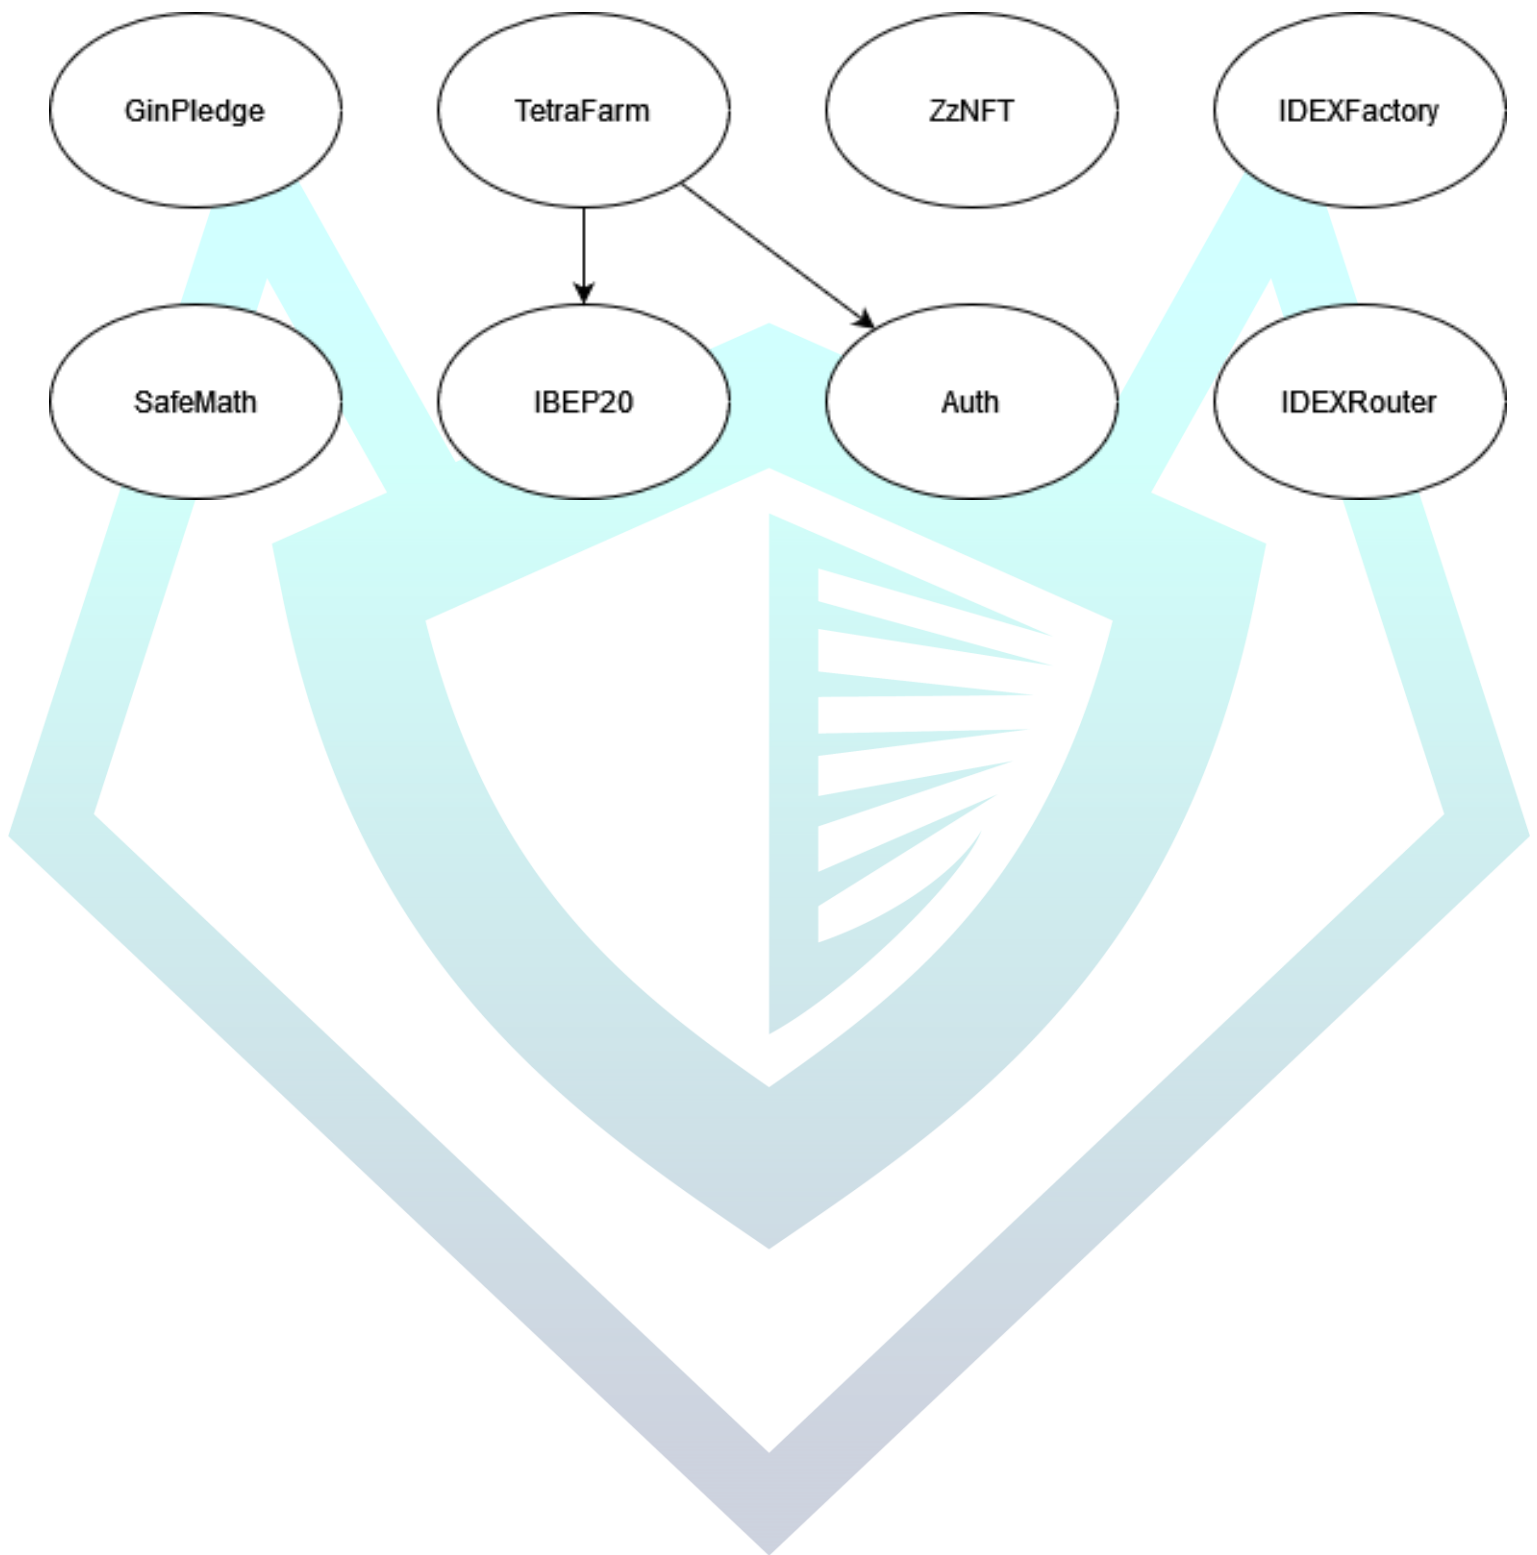 GinPledge
TetraFarm
ZzNFT
IDEXFactory
SafeMath
IBEP20
Auth
IDEXRouter